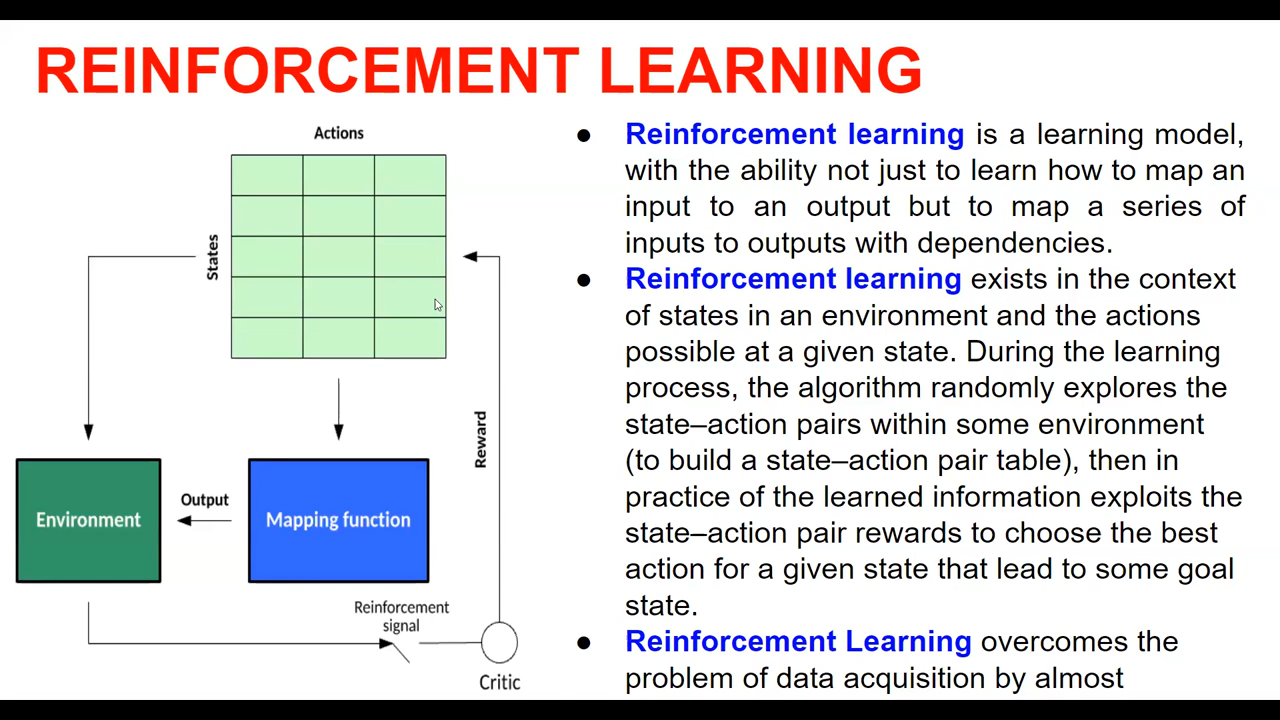 REINFORCEMENT LEARNING
Actions
States
Reward
Environment
Output
Mapping function
Reinforcement
signal
Critic
● Reinforcement learning is a learning model,
with the ability not just to learn how to map an
input to an output but to map a series of
inputs to outputs with dependencies.
● Reinforcement learning exists in the context
of states in an environment and the actions
possible at a given state. During the learning
process, the algorithm randomly explores the
state–action pairs within some environment
(to build a state–action pair table), then in
practice of the learned information exploits the
state–action pair rewards to choose the best
action for a given state that lead to some goal
state.
● Reinforcement Learning overcomes the
problem of data acquisition by almost